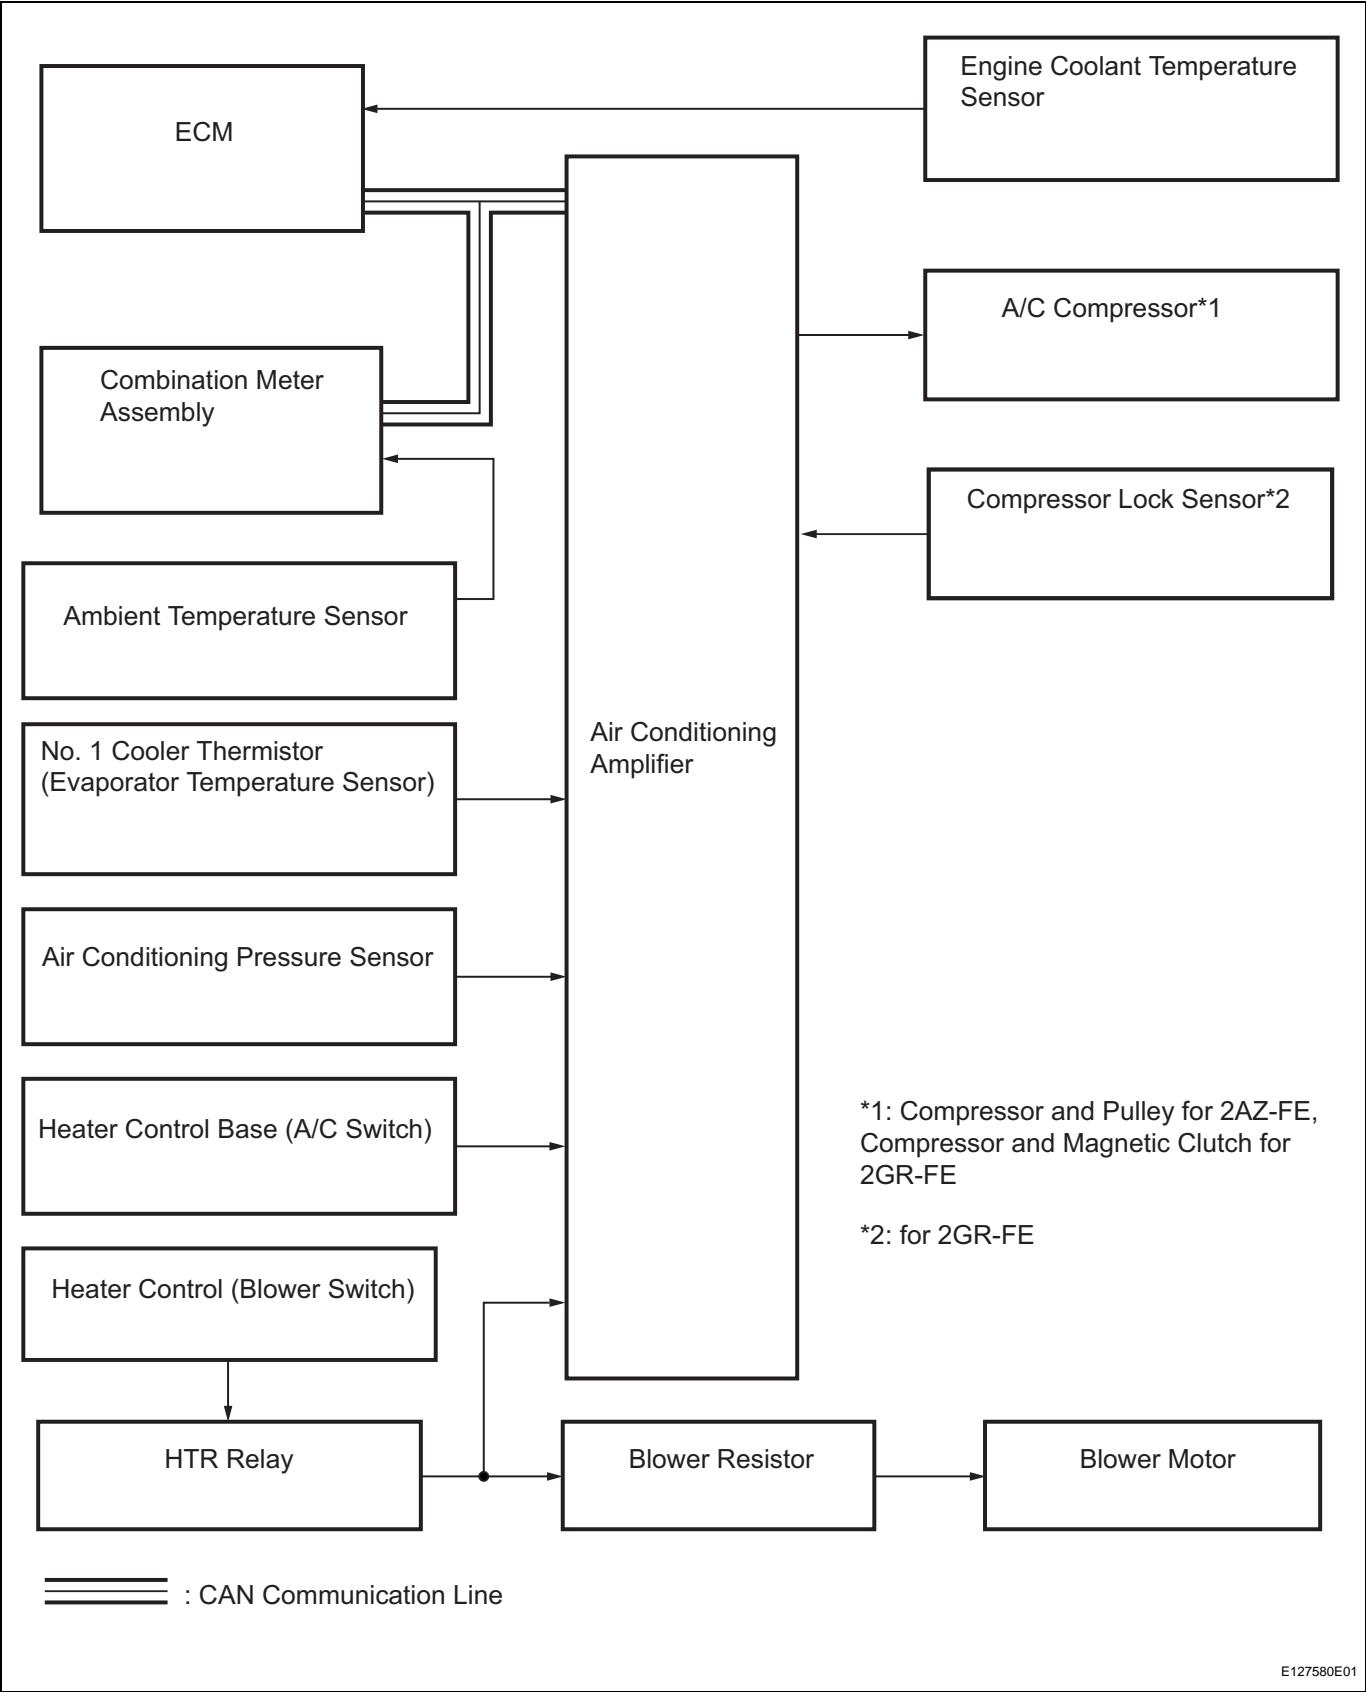 Engine Coolant Temperature
Sensor
ECM
A/C Compressor*1
Combination Meter
Assembly
Compressor Lock Sensor*2
Ambient Temperature Sensor
No. 1 Cooler Thermistor
(Evaporator Temperature Sensor)
Air Conditioning
Amplifier
Air Conditioning Pressure Sensor
Heater Control Base (A/C Switch)
*1: Compressor and Pulley for 2AZ-FE,
Compressor and Magnetic Clutch for
2GR-FE
*2: for 2GR-FE
Heater Control (Blower Switch)
HTR Relay
Blower Resistor
Blower Motor
: CAN Communication Line
E127580E01